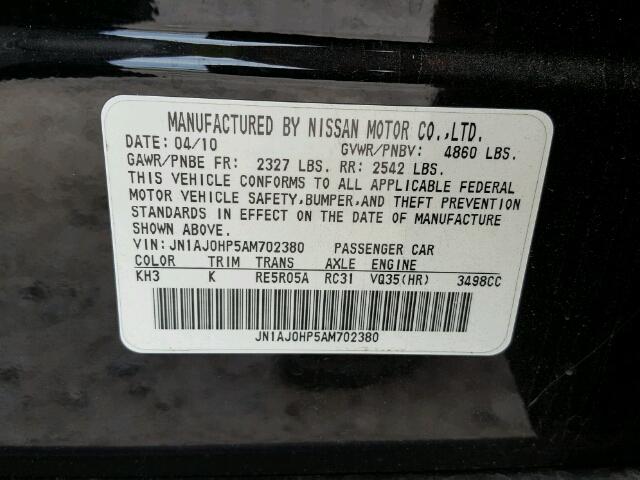 MANUFACTURED BY NISSAN MOTOR CO.,LTD.
DATE: 04/10 GVWR/PNBV: 4860 LBS.
GAWR/PNBE FR: 2327 LBS. RR: 2542 LBS.
THIS VEHICLE CONFORMS TO ALL APPLICABLE FEDERAL
MOTOR VEHICLE SAFETY,BUMPER,AND THEFT PREVENTION
STANDARDS IN EFFECT ON THE DATE OF MANUFACTURE
SHOWN ABOVE.
VIN: JN1AJ0HP5AM702380 PASSENGER CAR
COLOR TRIM TRANS AXLE ENGINE
KH3 K RE5R05A RC31 VQ35(HR) 3498CC
JN1AJ0HP5AM702380